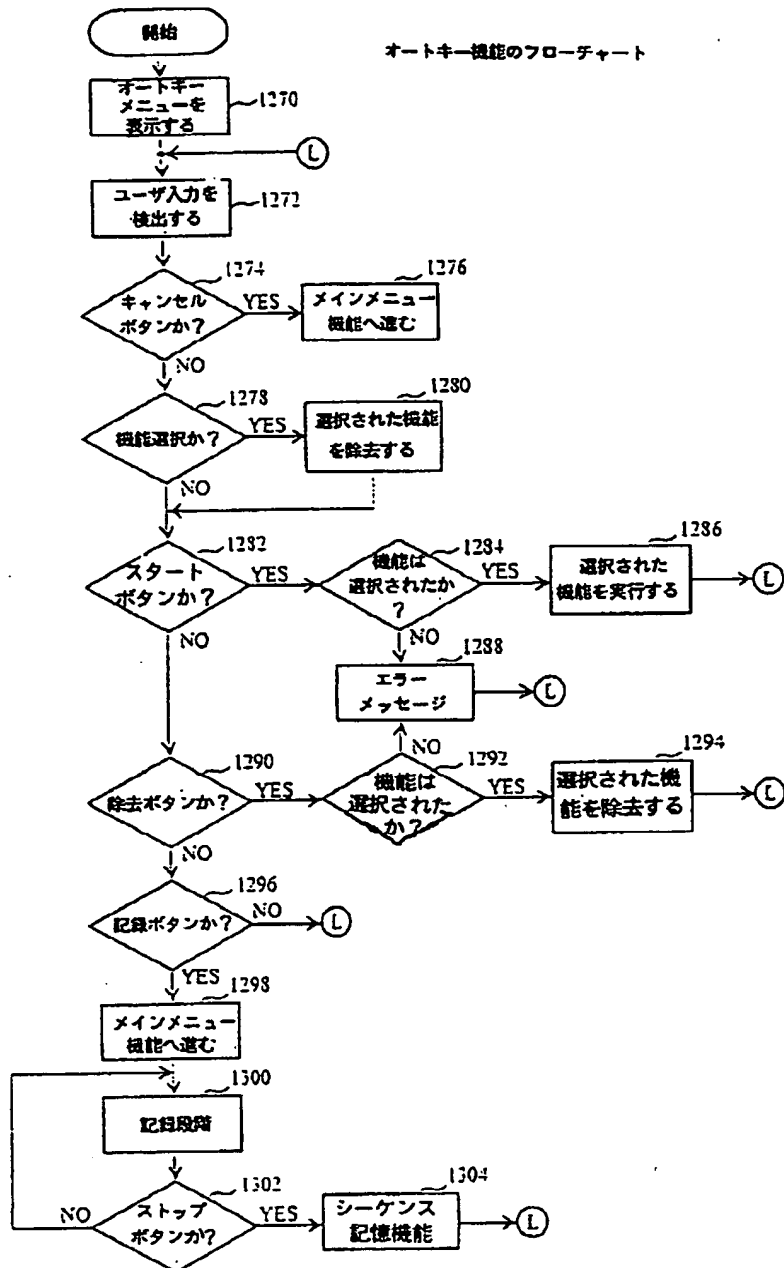 オートキー機能のフローチャート
開始
オートキー
メニューを
表示する
1270
L
ユーザ入力を
検出する
1272
キャンセル
ボタンか?
1274
YES
メインメニュー
機能へ進む
1276
NO
機能選択か?
1278
YES
選択された機能
を除去する
1280
NO
スタート
ボタンか?
1282
YES
機能は
選択されたか
?
1284
YES
選択された
機能を実行する
1286
L
NO
NO
エラー
メッセージ
1288
L
NO
除去ボタンか?
1290
YES
機能は
選択された
か?
1292
YES
選択された機
能を除去する
1294
L
NO
記録ボタンか?
1296
NO
L
YES
メインメニュー
機能へ進む
1298
記録段階
1300
ストップ
ボタンか?
1302
NO
YES
シーケンス
記憶機能
1304
L